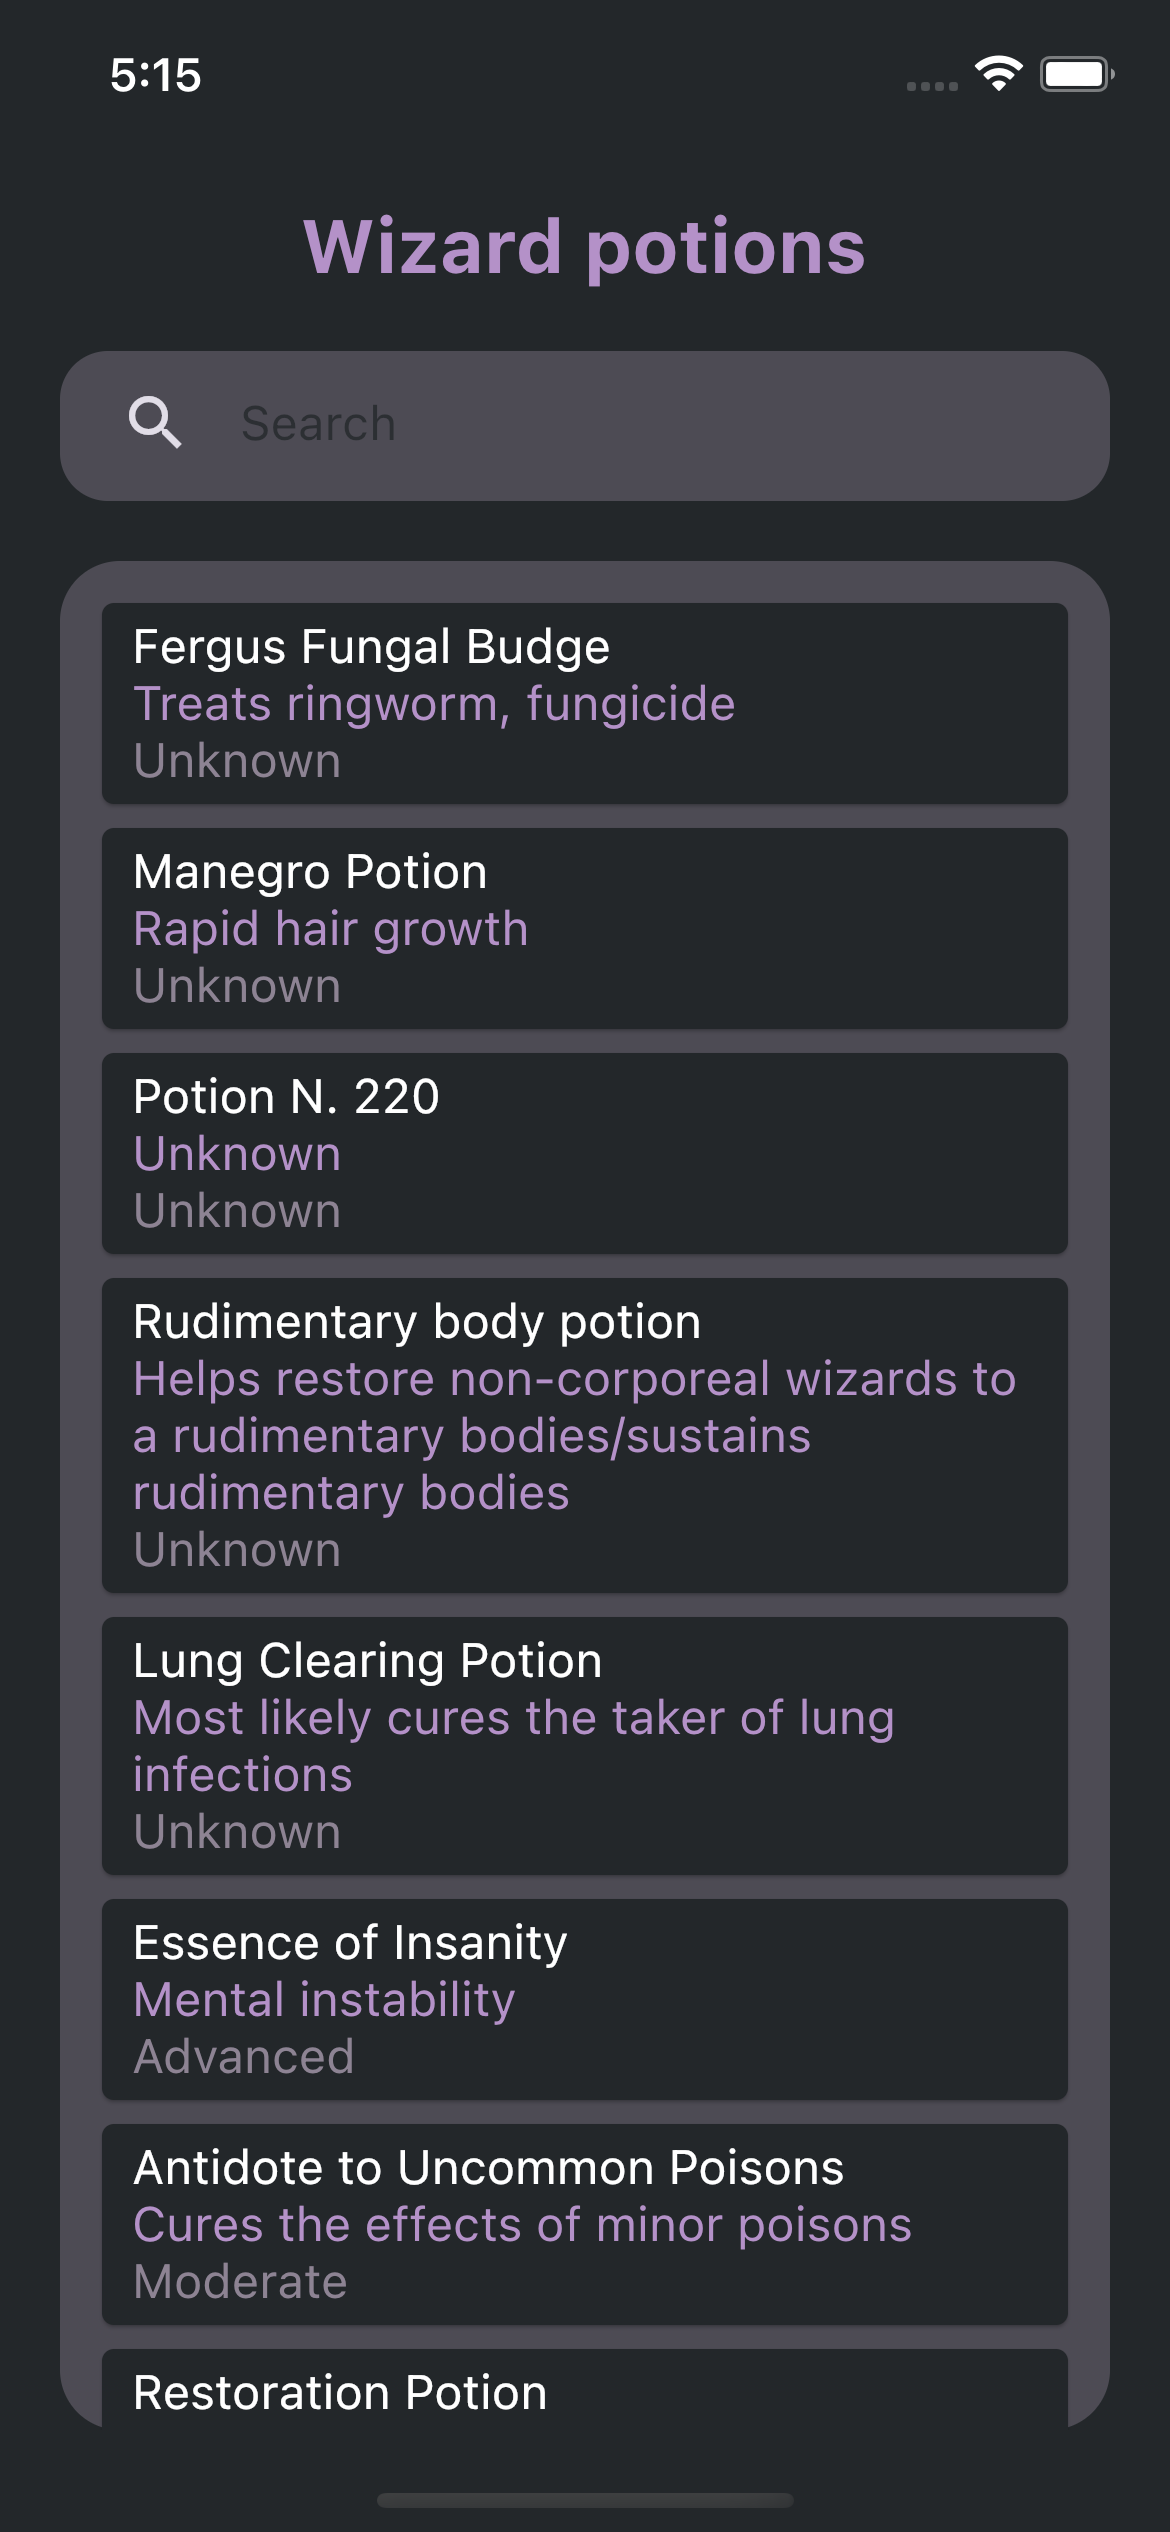 5:15
Wizard potions
Search
Fergus Fungal Budge
Treats ringworm, fungicide
Unknown
Manegro Potion
Rapid hair growth
Unknown
Potion N. 220
Unknown
Unknown
Rudimentary body potion
Helps restore non-corporeal wizards to
a rudimentary bodies/sustains
rudimentary bodies
Unknown
Lung Clearing Potion
Most likely cures the taker of lung
infections
Unknown
Essence of Insanity
Mental instability
Advanced
Antidote to Uncommon Poisons
Cures the effects of minor poisons
Moderate
Restoration Potion